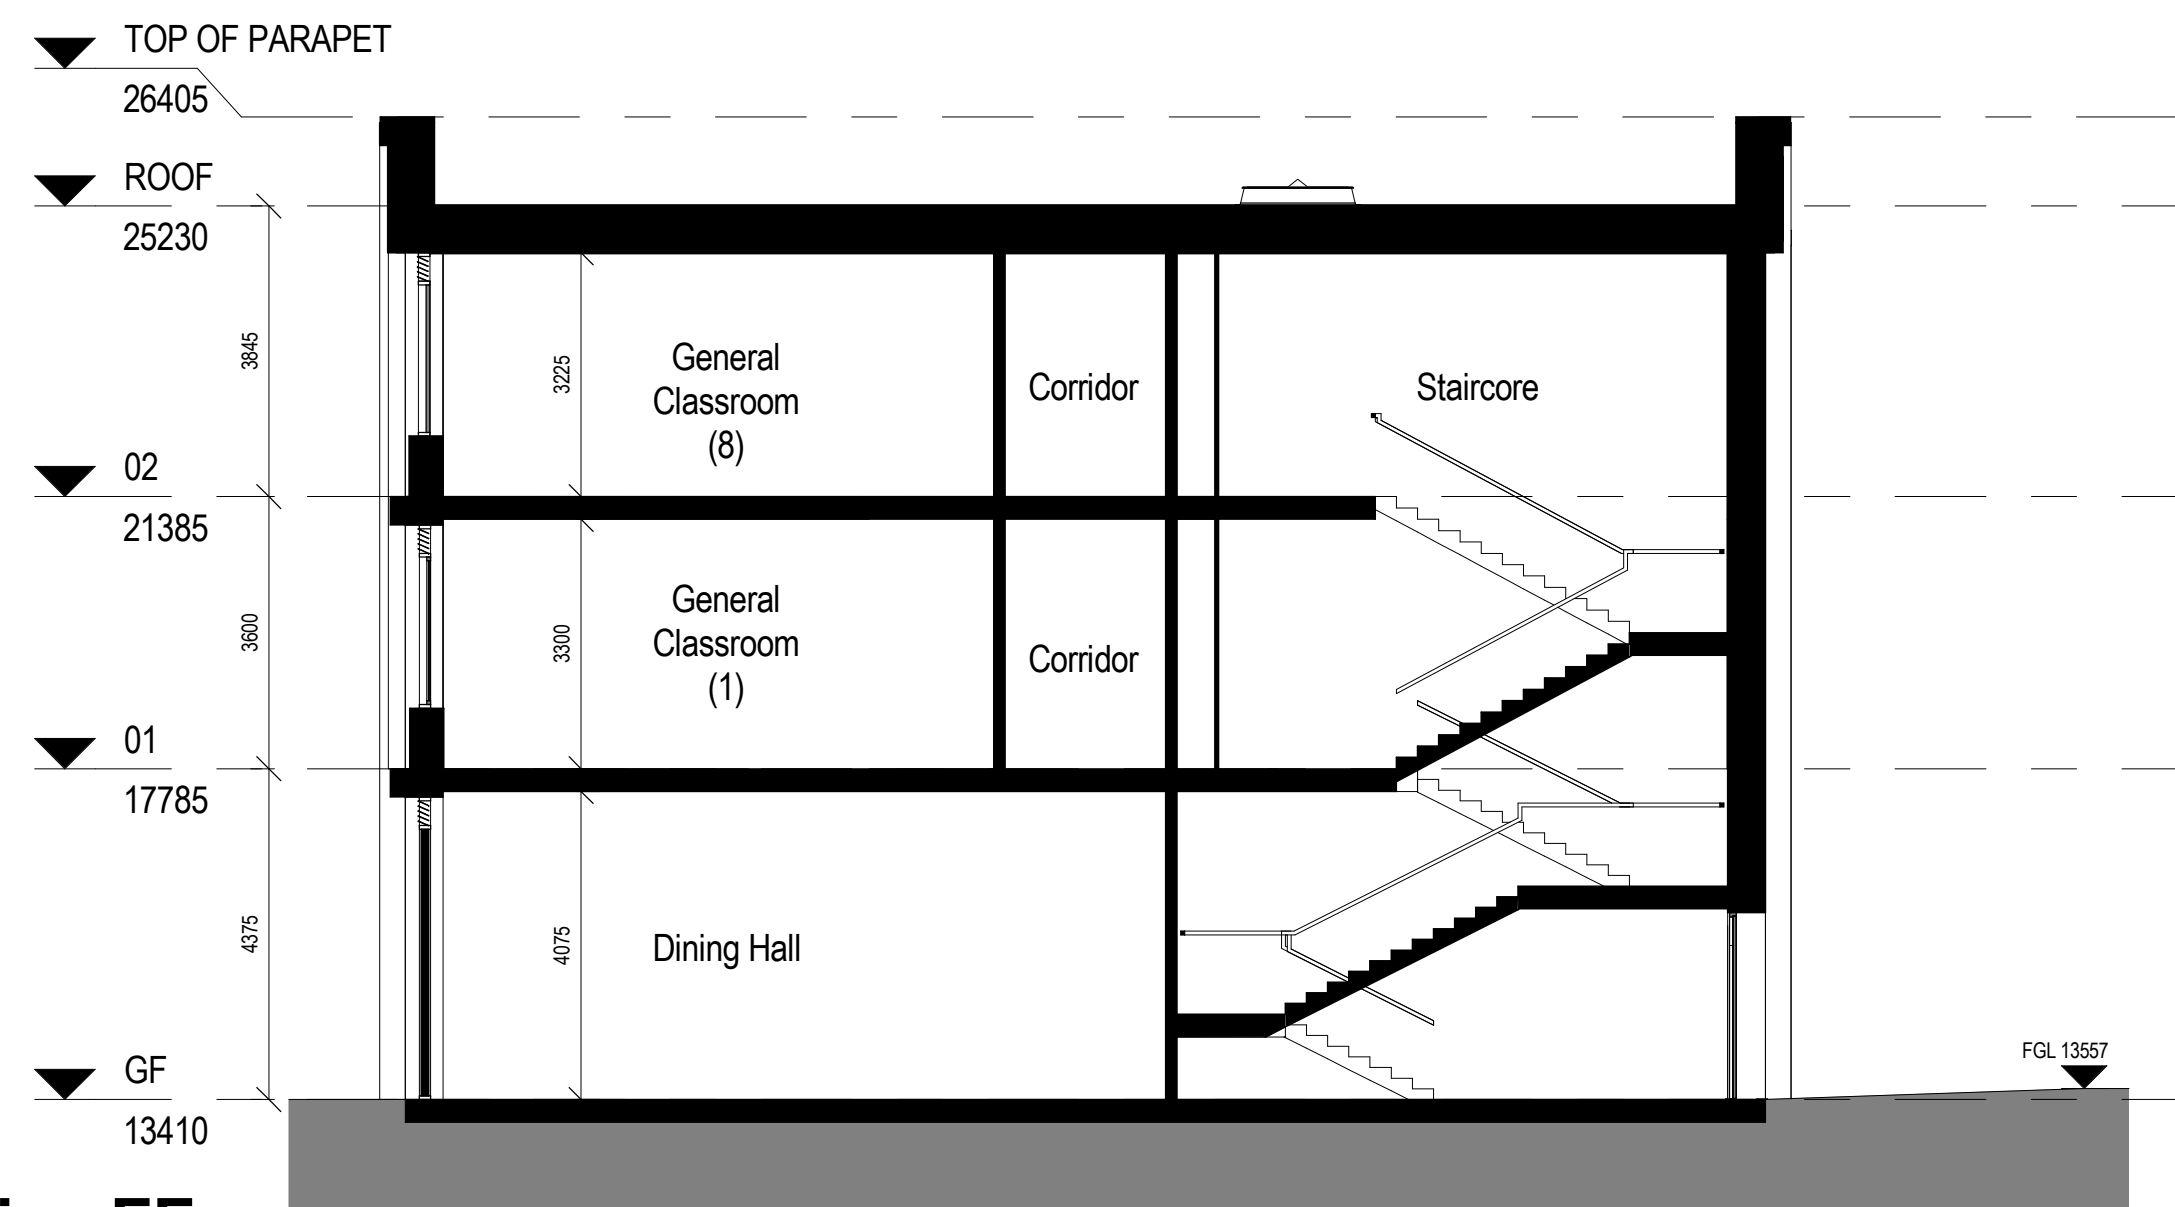 TOP OF PARAPET
26405
ROOF
25230
3845
3225
General
Classroom
(8)
Corridor
Staircore
02
21385
3600
3300
General
Classroom
(1)
Corridor
01
17785
4375
4075
Dining Hall
GF
13410
FGL 13557